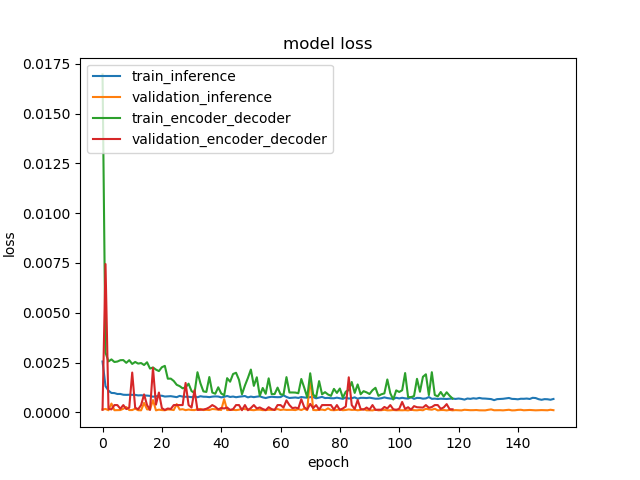 model loss
0.0175
0.0150
0.0125
0.0100
0.0075
0.0050
0.0025
0.0000
loss
train_inference
validation_inference
train_encoder_decoder
validation_encoder_decoder
0 20 40 60 80 100 120 140
epoch